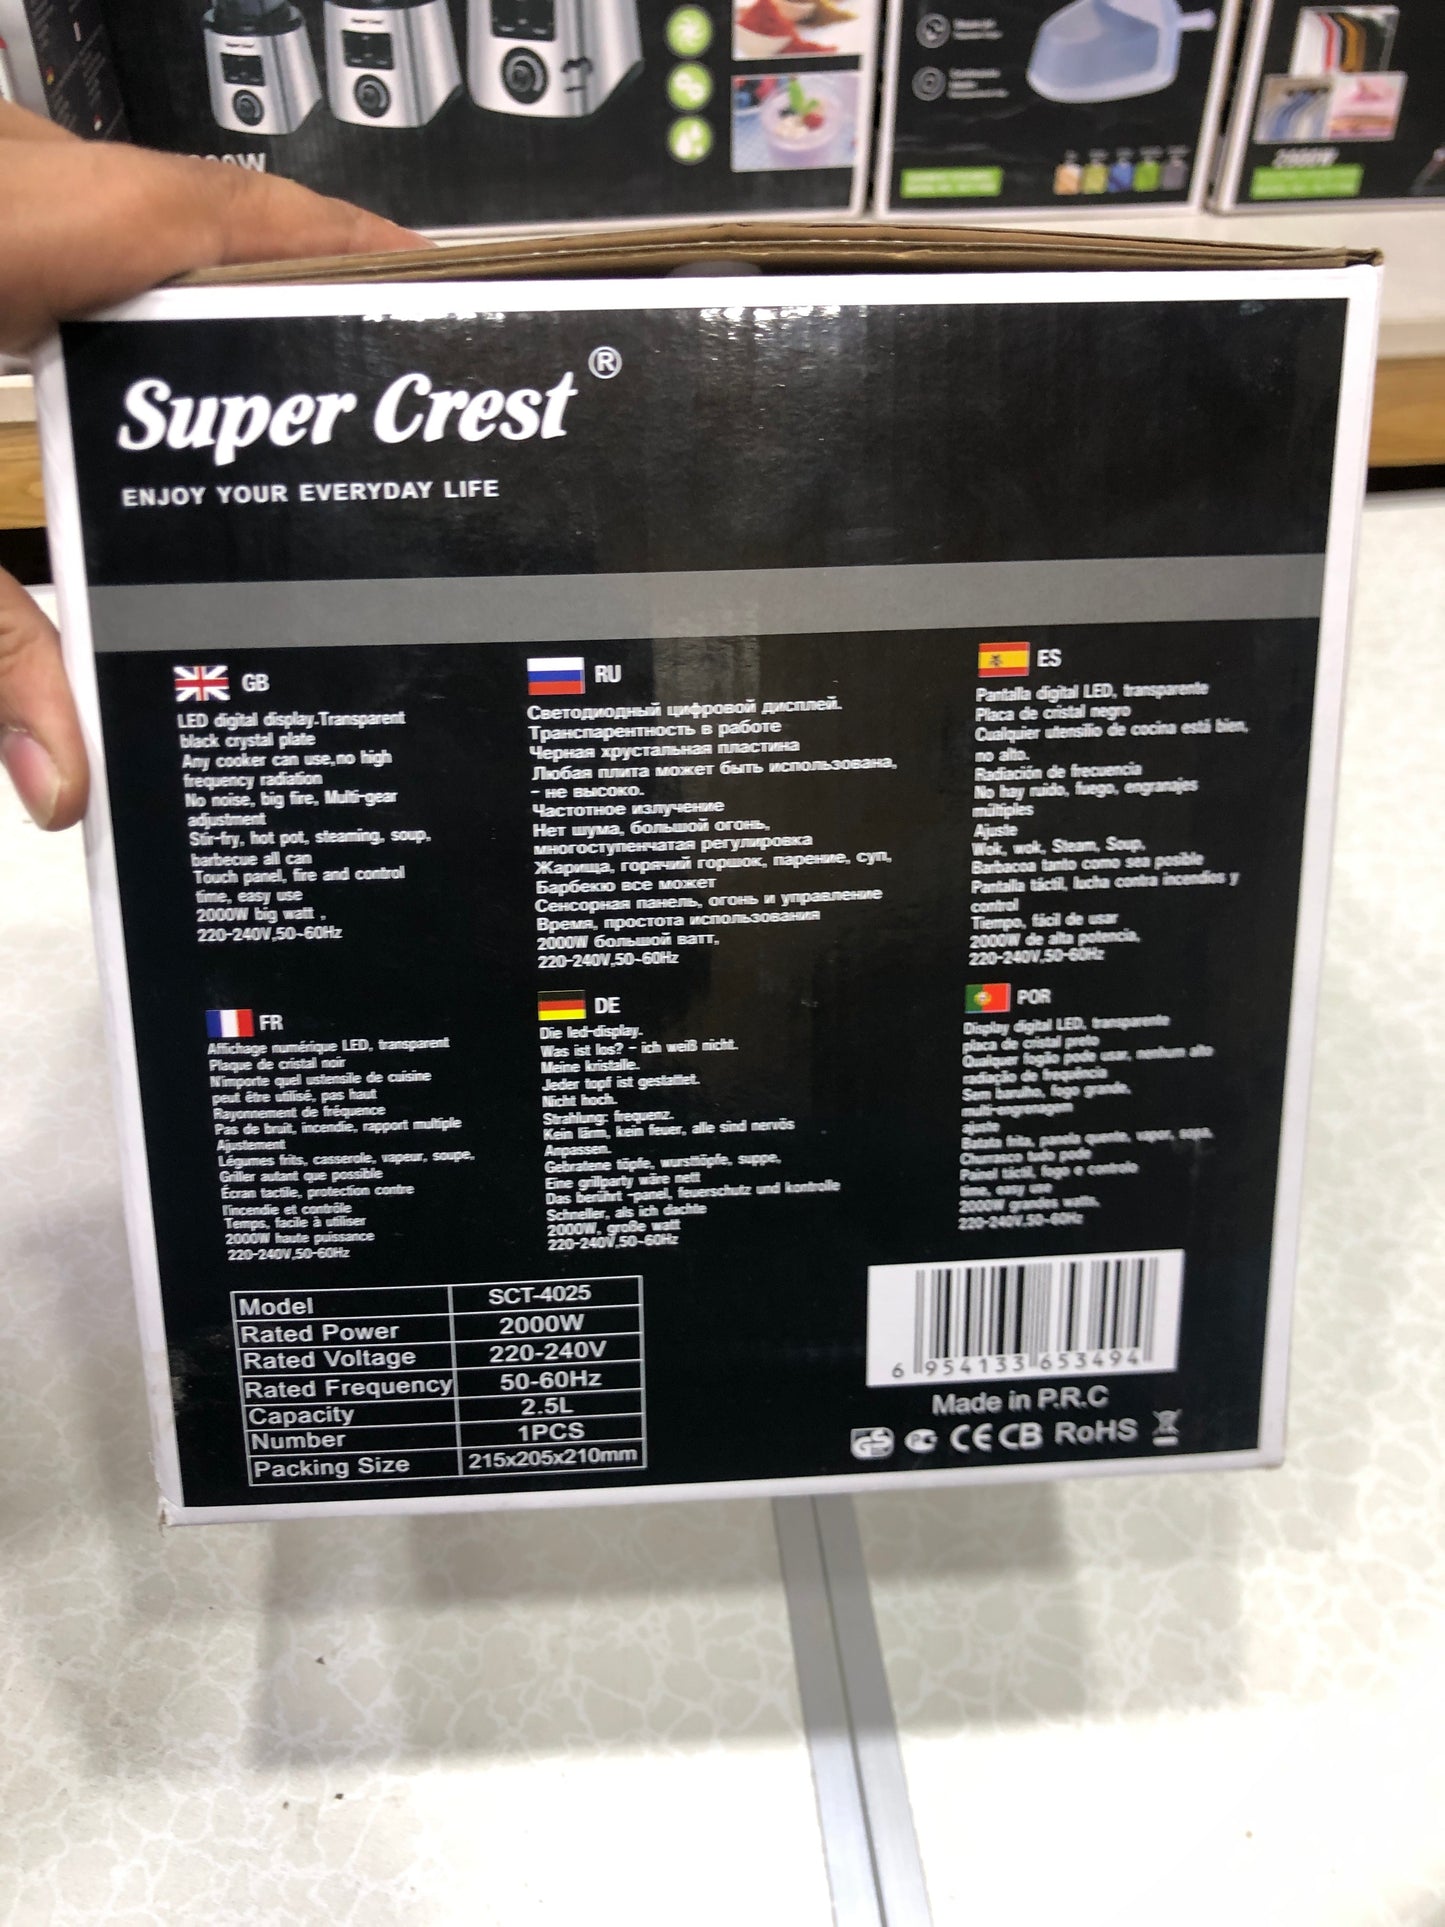 Super Crest
Super Crest
Super Crest ®
ENJOY YOUR EVERYDAY LIFE
GB
LED digital display.Transparent
black crystal plate
Any cooker can use,no high
frequency radiation
No noise, big fire, Multi-gear
adjustment
Stir-fry, hot pot, steaming, soup,
barbecue all can
Touch panel, fire and control
time, easy use
2000W big watt ,
220-240V,50~60Hz
RU
Светодиодный цифровой дисплей.
Транспарентность в работе
Черная хрустальная пластина
Любая плита может быть использована,
- не высоко.
Частотное излучение
Нет шума, большой огонь,
многоступенчатая регулировка
Жарища, горячий горшок, парение, суп,
Барбекю все может
Сенсорная панель, огонь и управление
Время, простота использования
2000W большой ватт,
220-240V,50~60Hz
ES
Pantalla digital LED, transparente
Placa de cristal negro
Cualquier utensilio de cocina está bien,
no alto.
Radiación de frecuencia
No hay ruido, fuego, engranajes
múltiples
Ajuste
Wok, wok, Steam, Soup,
Barbacoa tanto como sea posible
Pantalla táctil, lucha contra incendios y
control
Tiempo, fácil de usar
2000W de alta potencia,
220-240V,50-60Hz
FR
Affichage numérique LED, transparent
Plaque de cristal noir
N'importe quel ustensile de cuisine
peut être utilisé, pas haut
Rayonnement de fréquence
Pas de bruit, incendie, rapport multiple
Ajustement
Légumes frits, casserole, vapeur, soupe,
Griller autant que possible
Écran tactile, protection contre
l'incendie et contrôle
Temps, facile à utiliser
2000W haute puissance
220-240V,50-60Hz
DE
Die led-display.
Was ist los? - ich weiß nicht.
Meine kristalle.
Jeder topf ist gestattet.
Nicht hoch.
Strahlung: frequenz.
Kein lärm, kein feuer, alle sind nervös
Anpassen.
Gebratene töpfe, wursttöpfe, suppe,
Eine grillparty wäre nett
Das berührt -panel, feuerschutz und kontrolle
Schneller, als ich dachte
2000W, große watt
220-240V,50-60Hz
POR
Display digital LED, transparente
placa de cristal preto
Qualquer fogão pode usar, nenhum alto
radiação de frequência
Sem barulho, fogo grande,
multi-engrenagem
ajuste
Batata frita, panela quente, vapor, sopa,
Churrasco tudo pode
Painel táctil, fogo e controle
time, easy use
2000W grandes watts,
220-240V,50-60Hz
Model SCT-4025
Rated Power 2000W
Rated Voltage 220-240V
Rated Frequency 50-60Hz
Capacity 2.5L
Number 1PCS
Packing Size 215x205x210mm
6 954133 653494
Made in P.R.C
GS PC CE CB RoHS